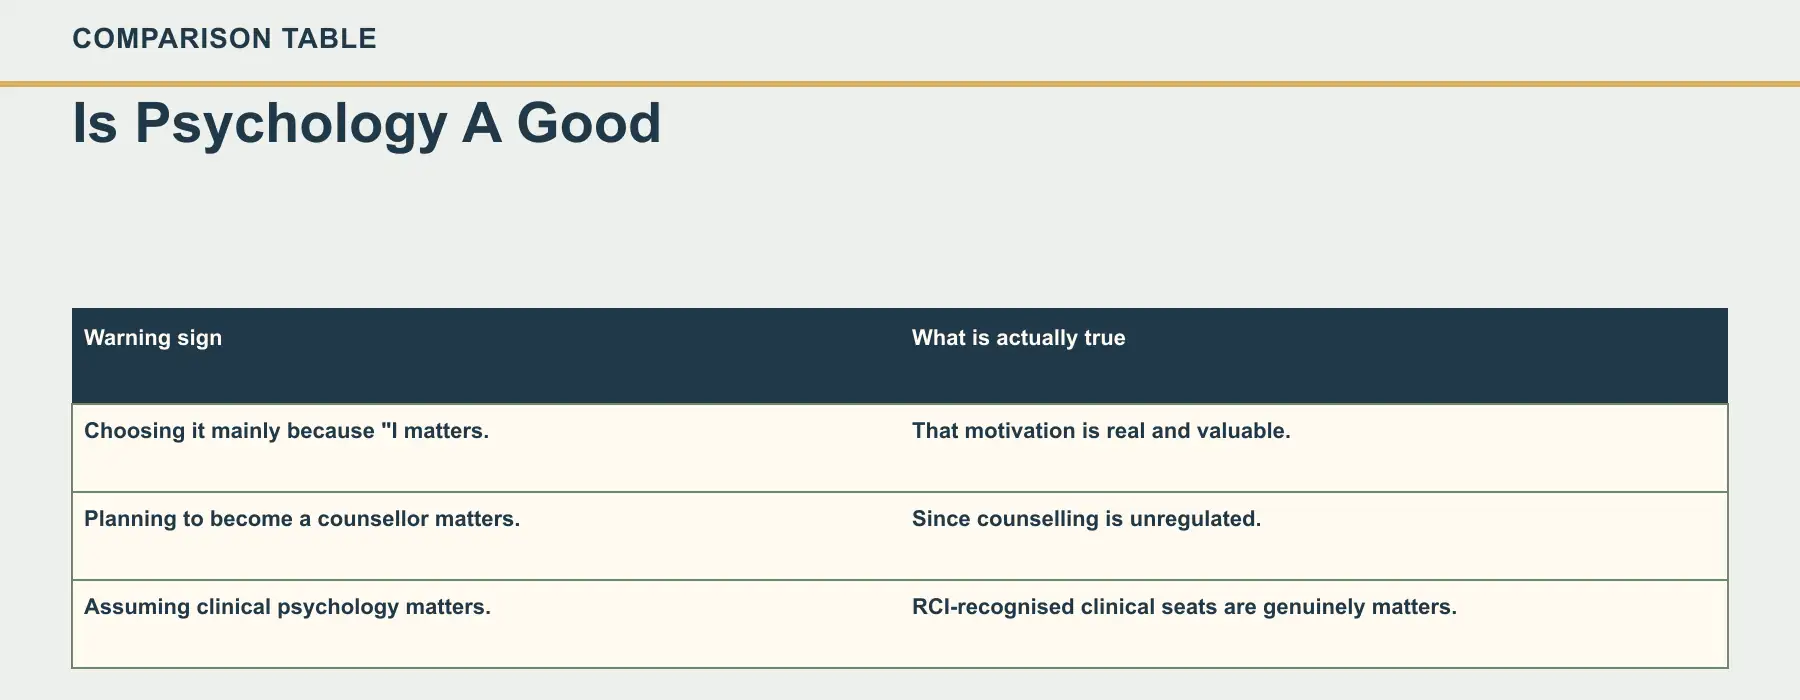 COMPARISON TABLE
Is Psychology A Good
Warning sign
What is actually true
Choosing it mainly because "I matters.
That motivation is real and valuable.
Planning to become a counsellor matters.
Since counselling is unregulated.
Assuming clinical psychology matters.
RCI-recognised clinical seats are genuinely matters.